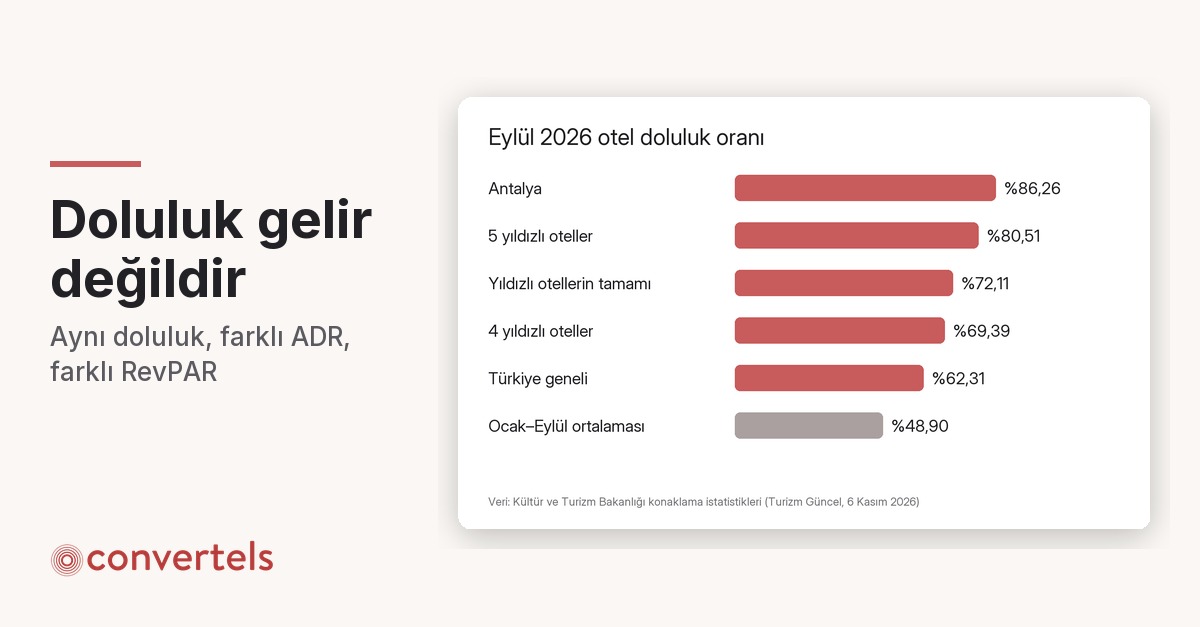 Doluluk gelir
değildir
Aynı doluluk, farklı ADR,
farklı RevPAR
convertels
Eylül 2026 otel doluluk oranı
Antalya %86,26
5 yıldızlı oteller %80,51
Yıldızlı otellerin tamamı %72,11
4 yıldızlı oteller %69,39
Türkiye geneli %62,31
Ocak–Eylül ortalaması %48,90
Veri: Kültür ve Turizm Bakanlığı konaklama istatistikleri (Turizm Güncel, 6 Kasım 2026)